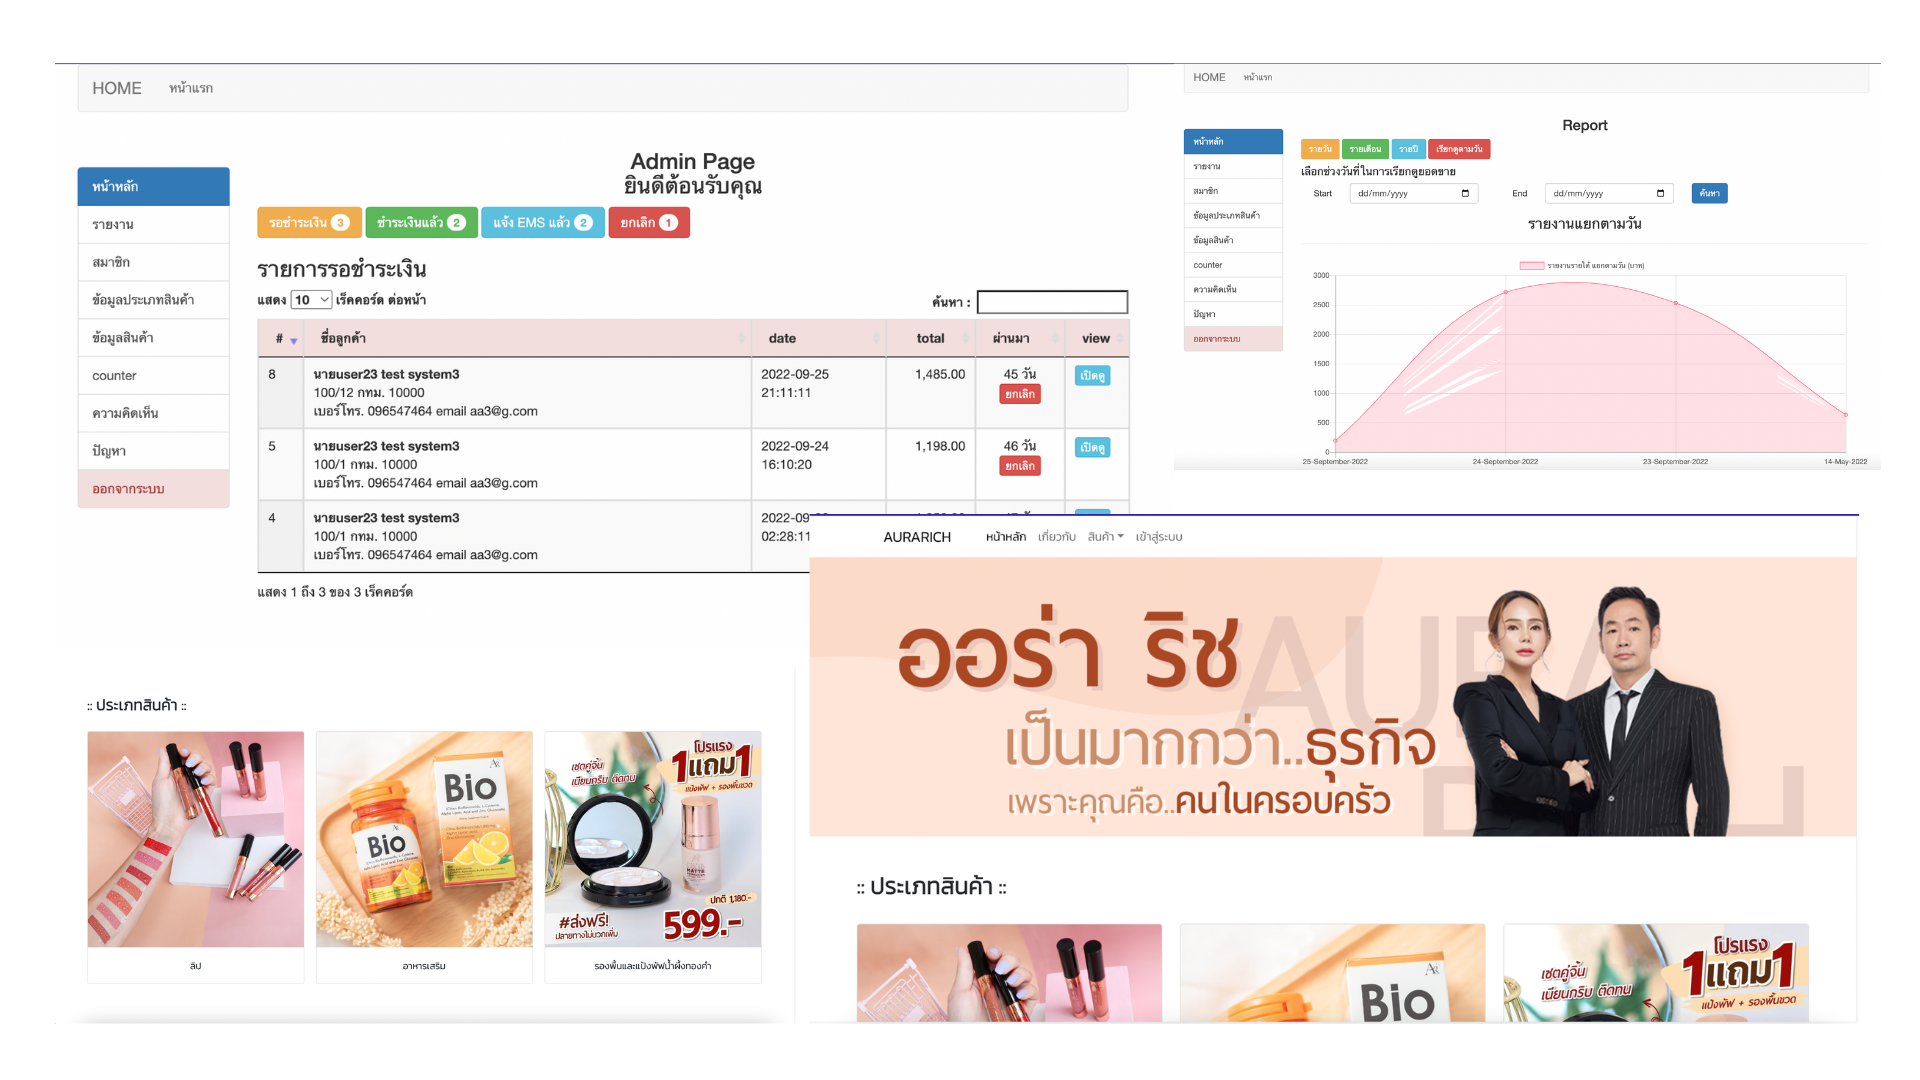 HOME หน้าแรก
Admin Page
ยินดีต้อนรับคุณ
หน้าหลัก
รายงาน
สมาชิก
ข้อมูลประเภทสินค้า
ข้อมูลสินค้า
counter
ความคิดเห็น
ปัญหา
ออกจากระบบ
รอชำระเงิน 3 ชำระเงินแล้ว 2 แจ้ง EMS แล้ว 2 ยกเลิก 1
รายการรอชำระเงิน
แสดง 10 เร็คคอร์ด ต่อหน้า ค้นหา :
# ชื่อลูกค้า date total ผ่านมา view
8 นายuser23 test system3 2022-09-25 1,485.00 45 วัน เปิดดู
100/12 กทม. 10000 21:11:11 ยกเลิก
เบอร์โทร. 096547464 email aa3@g.com
5 นายuser23 test system3 2022-09-24 1,198.00 46 วัน เปิดดู
100/1 กทม. 10000 16:10:20 ยกเลิก
เบอร์โทร. 096547464 email aa3@g.com
4 นายuser23 test system3 2022-09
100/1 กทม. 10000 02:28:11
เบอร์โทร. 096547464 email aa3@g.com
แสดง 1 ถึง 3 ของ 3 เร็คคอร์ด
HOME หน้าแรก
Report
หน้าหลัก
รายงาน
สมาชิก
ข้อมูลประเภทสินค้า
ข้อมูลสินค้า
counter
ความคิดเห็น
ปัญหา
ออกจากระบบ
รายวัน รายเดือน รายปี เรียกดูตามวัน
เลือกช่วงวันที่ในการเรียกดูยอดขาย
Start dd/mm/yyyy End dd/mm/yyyy ค้นหา
รายงานแยกตามวัน
รายงานรายได้ แยกตามวัน (บาท)
3000
2500
2000
1500
1000
500
0
25-September-2022 24-September-2022 23-September-2022 14-May-2022
AURARICH หน้าหลัก เกี่ยวกับ สินค้า เข้าสู่ระบบ
AURA
RICH
ออร่า ริช
เป็นมากกว่า..ธุรกิจ
เพราะคุณคือ..คนในครอบครัว
:: ประเภทสินค้า ::
Bio
โปรแรง
1แถม1
แป้งพัฟ + รองพื้นขวด
เซตคู่จิ้น
เนียนกริบ ติดทน
:: ประเภทสินค้า ::
Bio
Bio
โปรแรง
1แถม1
แป้งพัฟ + รองพื้นขวด
เซตคู่จิ้น
เนียนกริบ ติดทน
MATTE
ปกติ 1,180.-
#ส่งฟรี!
ปลายทางไม่บวกเพิ่ม
599.-
ลิป
อาหารเสริม
รองพื้นและแป้งพัฟน้ำผึ้งทองคำ